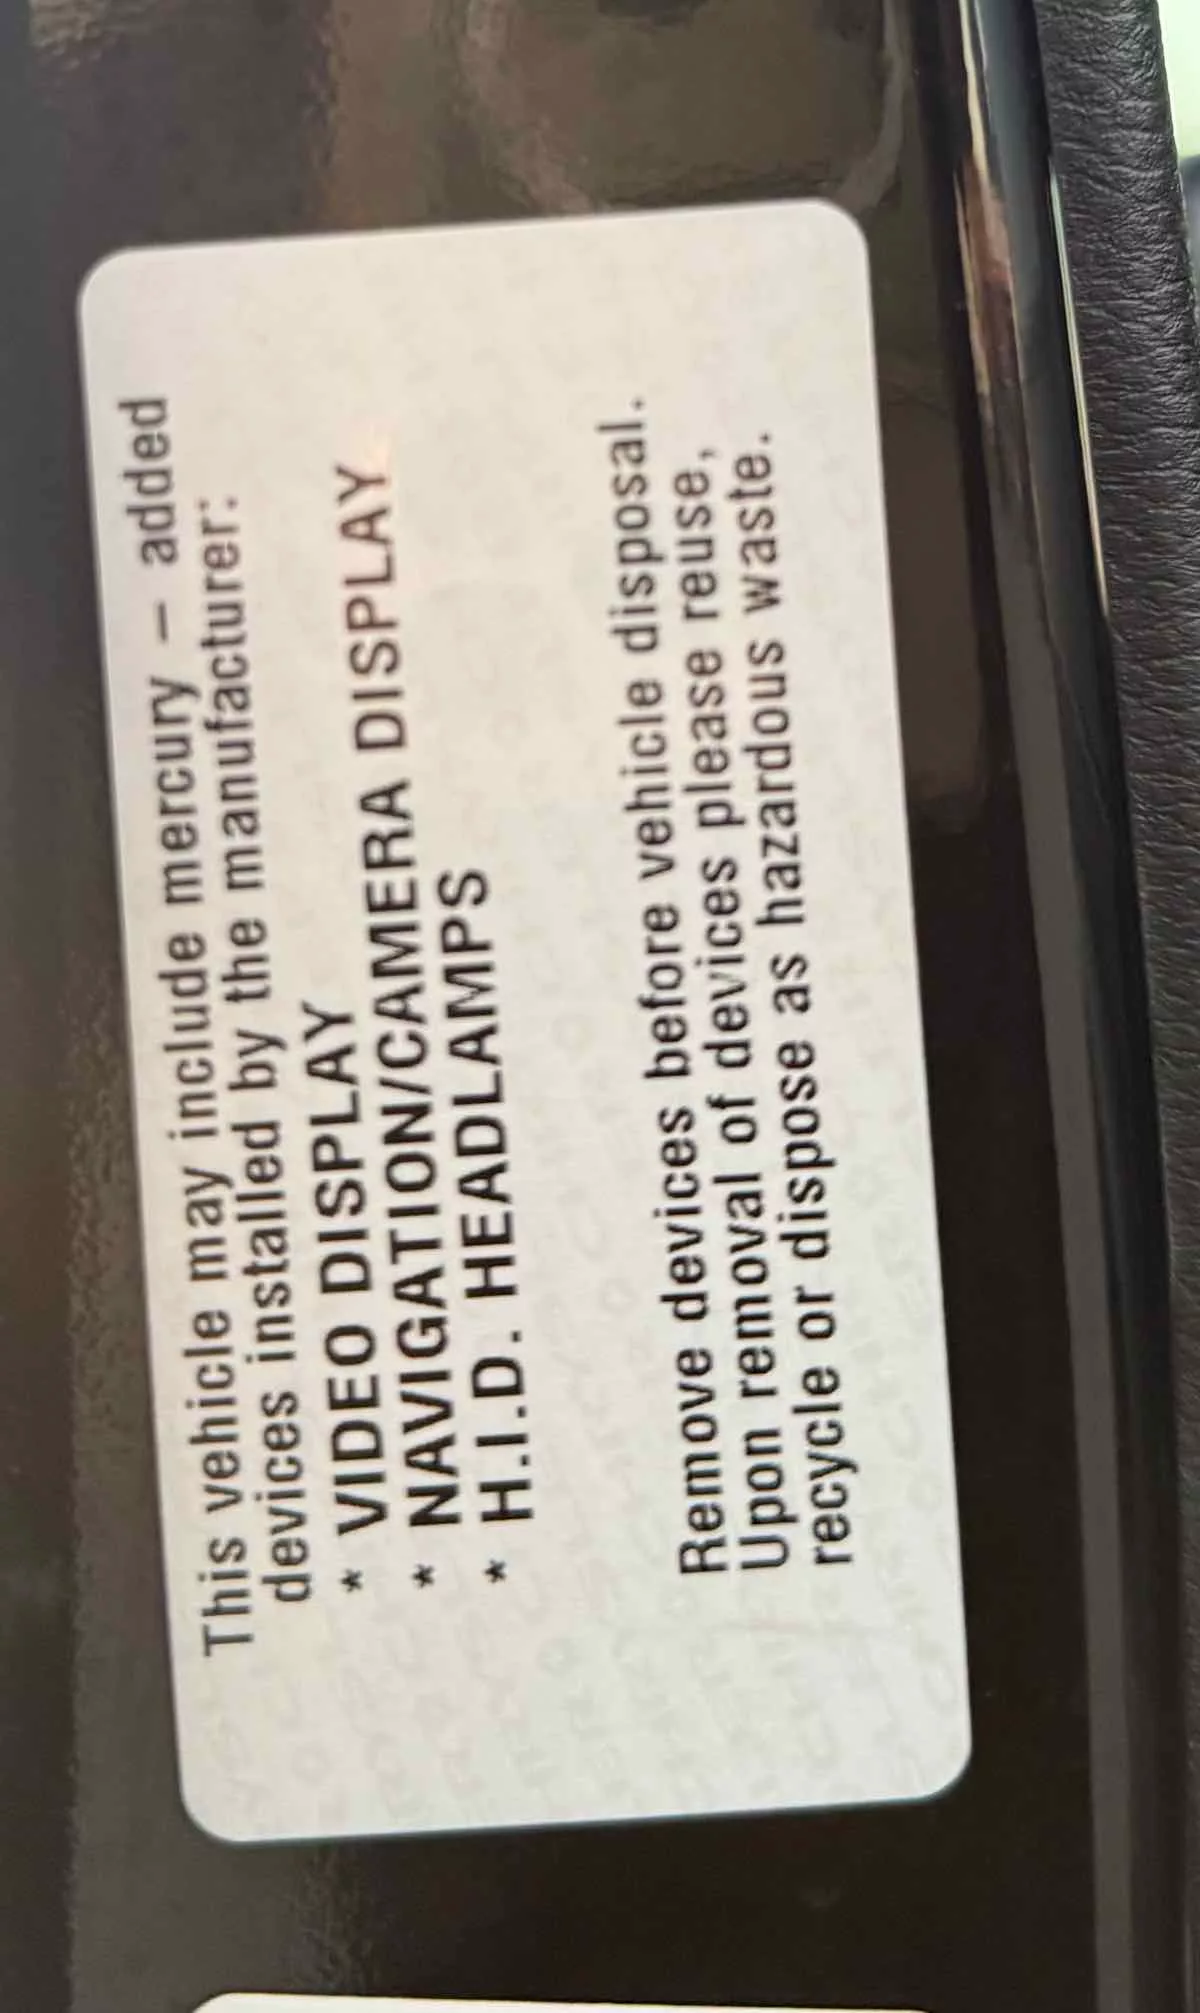 This vehicle may include mercury – added
devices installed by the manufacturer:
* VIDEO DISPLAY
* NAVIGATION/CAMERA DISPLAY
* H.I.D. HEADLAMPS
Remove devices before vehicle disposal.
Upon removal of devices please reuse,
recycle or dispose as hazardous waste.